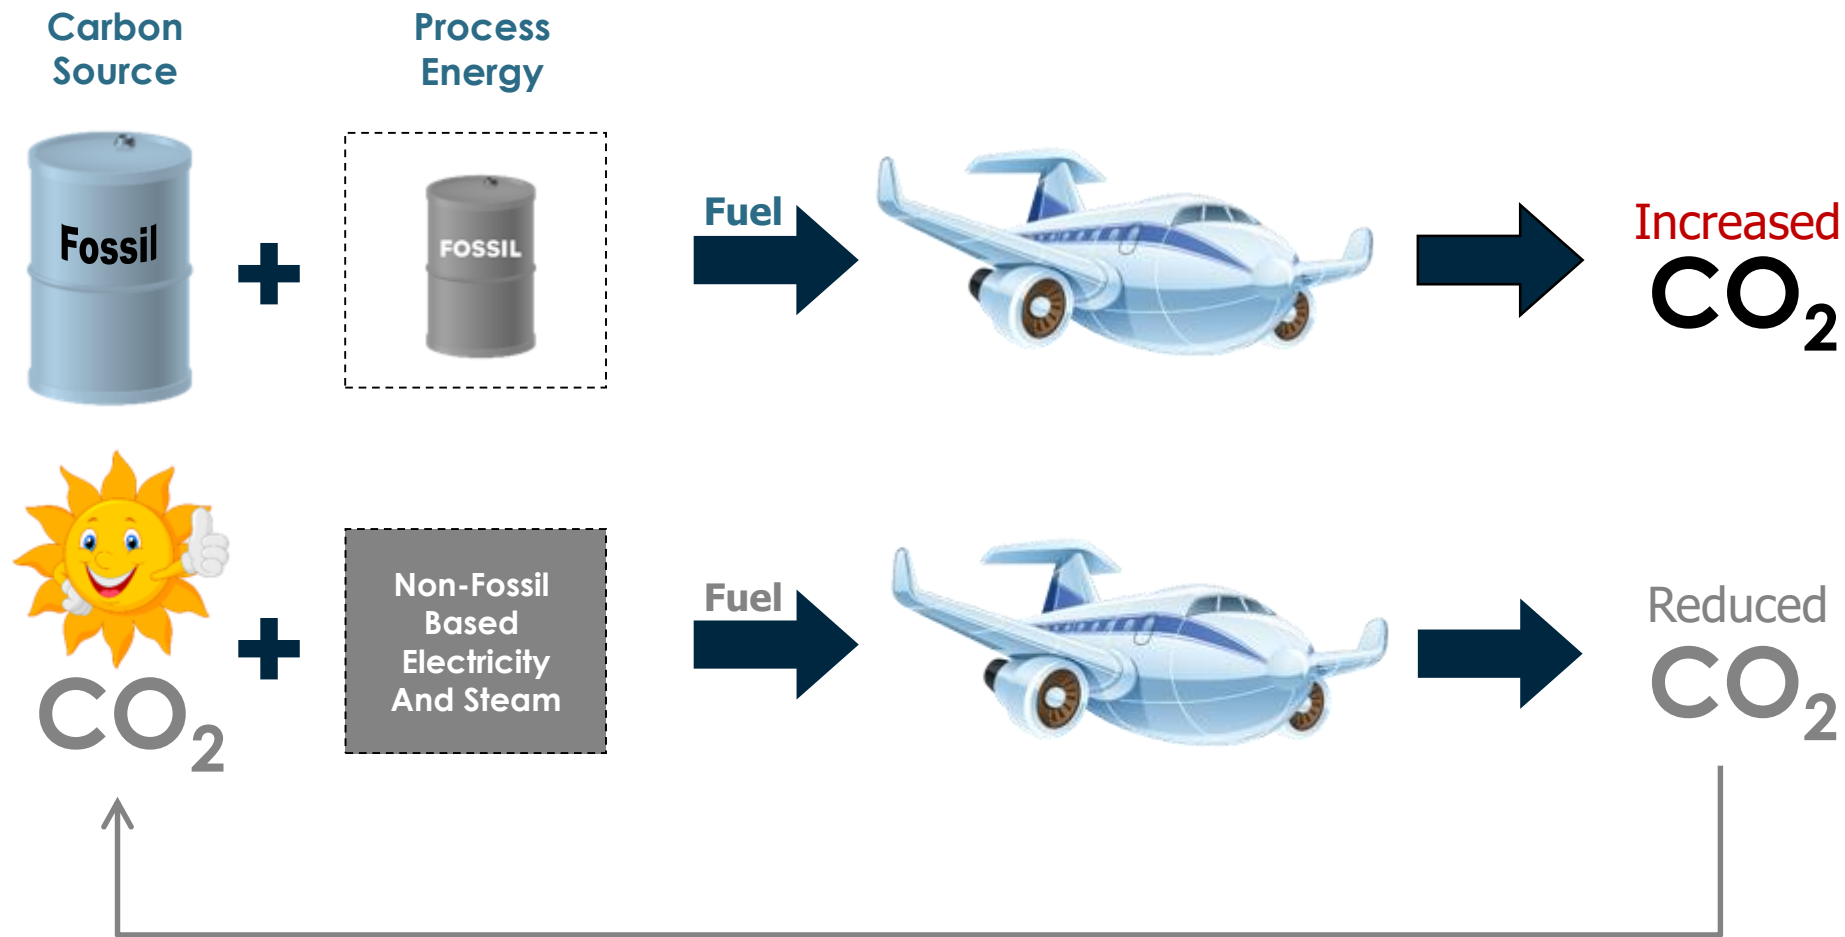 Carbon
Source
Process
Energy
Fossil
FOSSIL
Fuel
Increased
CO₂
CO₂
Non-Fossil
Based
Electricity
And Steam
Fuel
Reduced
CO₂